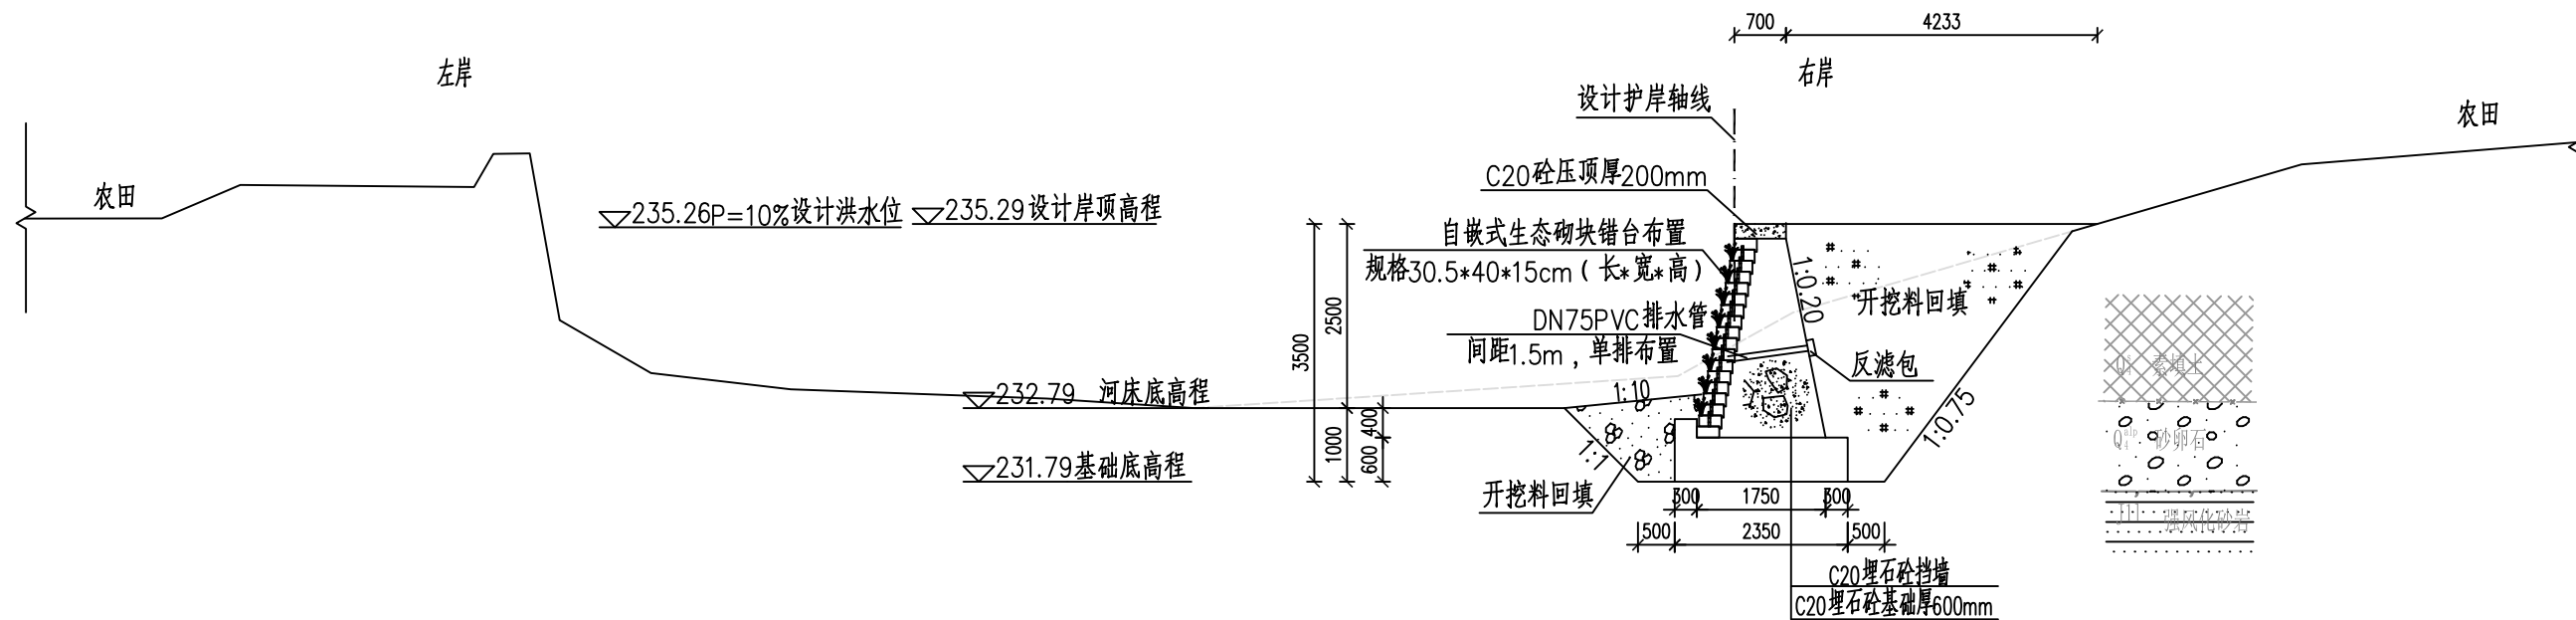 700
4233
左岸
右岸
设计护岸轴线
农田
C20砼压顶厚200mm
农田
235.26P=10%设计洪水位
235.29设计岸顶高程
自嵌式生态砌块错台布置
规格30.5*40*15cm(长*宽*高)
1:0.20
开挖料回填
DN75PVC排水管
间距1.5m,单排布置
2500
3500
反滤包
素填土
232.79 河床底高程
1:10
400
1000
600
1:0.75
砂卵石
231.79基础底高程
1:1
开挖料回填
300
1750
300
强风化砂岩
500
2350
500
C20埋石砼挡墙
C20埋石砼基础厚600mm